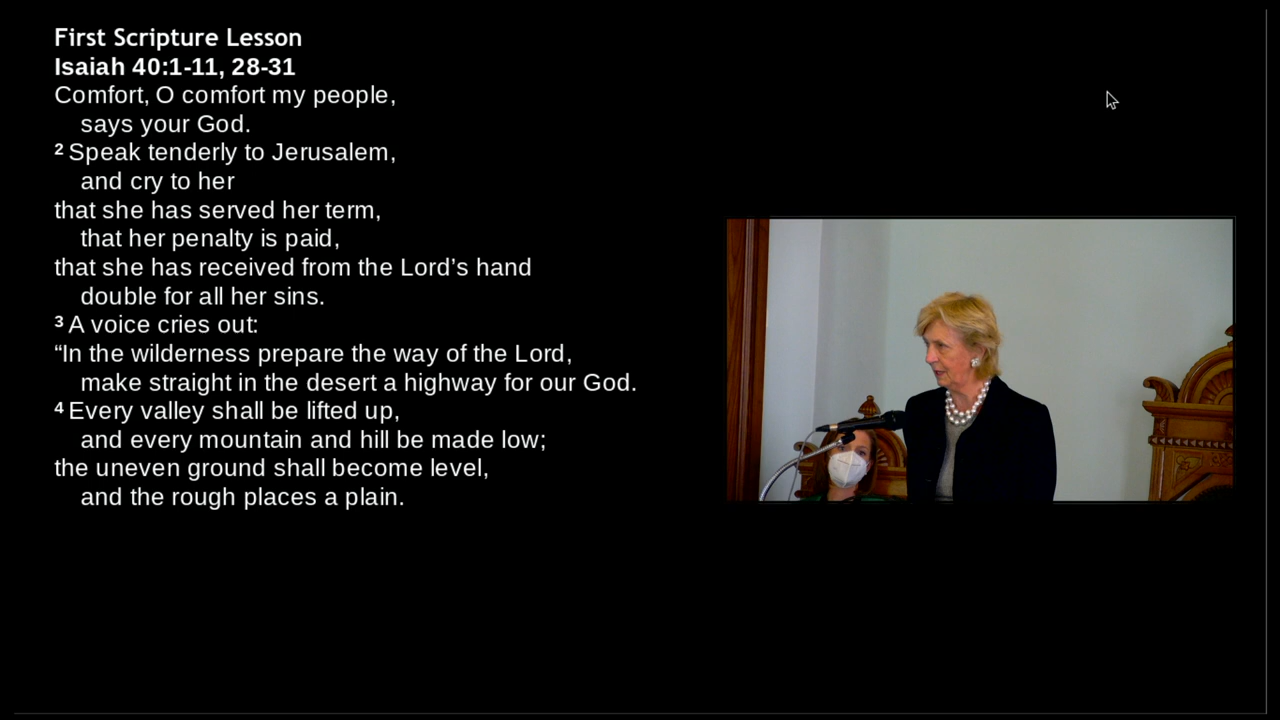 First Scripture Lesson
Isaiah 40:1-11, 28-31
Comfort, O comfort my people,
says your God.
2 Speak tenderly to Jerusalem,
and cry to her
that she has served her term,
that her penalty is paid,
that she has received from the Lord’s hand
double for all her sins.
3 A voice cries out:
“In the wilderness prepare the way of the Lord,
make straight in the desert a highway for our God.
4 Every valley shall be lifted up,
and every mountain and hill be made low;
the uneven ground shall become level,
and the rough places a plain.